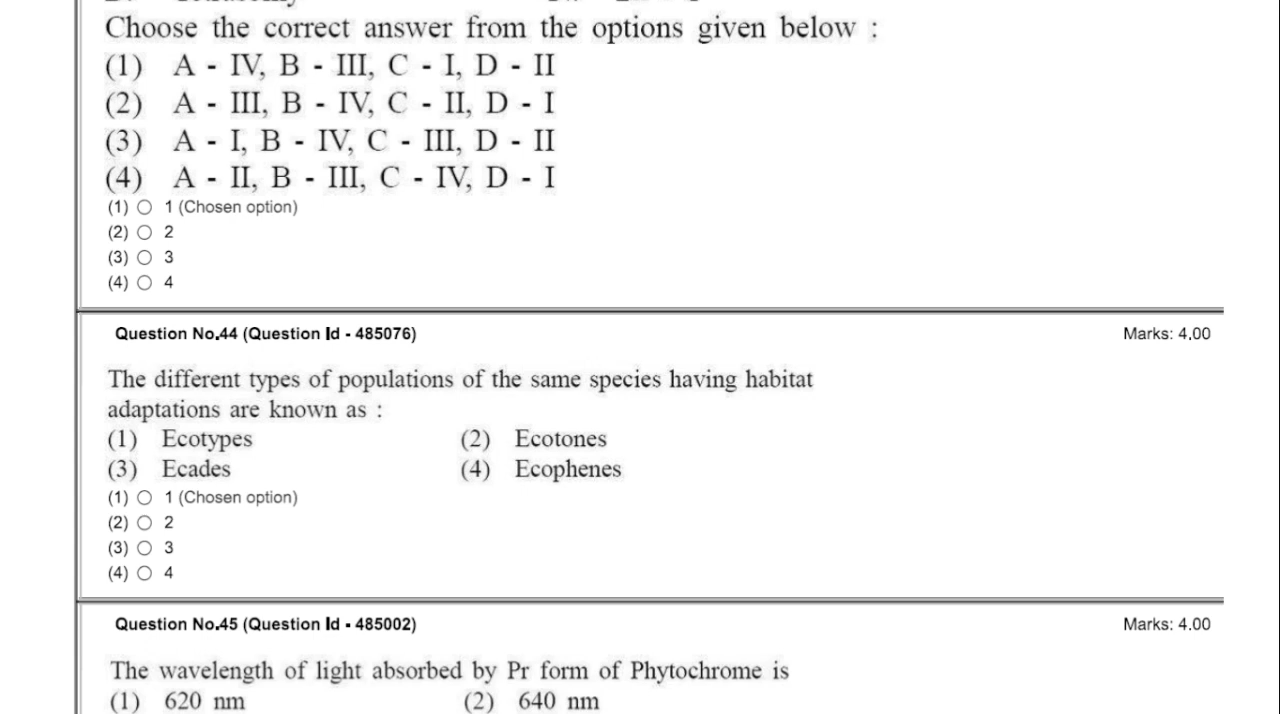 Choose the correct answer from the options given below :
(1) A - IV, B - III, C - I, D - II
(2) A - III, B - IV, C - II, D - I
(3) A - I, B - IV, C - III, D - II
(4) A - II, B - III, C - IV, D - I
(1) 1 (Chosen option)
(2) 2
(3) 3
(4) 4
Question No.44 (Question Id - 485076) Marks: 4.00
The different types of populations of the same species having habitat
adaptations are known as :
(1) Ecotypes (2) Ecotones
(3) Ecades (4) Ecophenes
(1) 1 (Chosen option)
(2) 2
(3) 3
(4) 4
Question No.45 (Question Id - 485002) Marks: 4.00
The wavelength of light absorbed by Pr form of Phytochrome is
(1) 620 nm (2) 640 nm